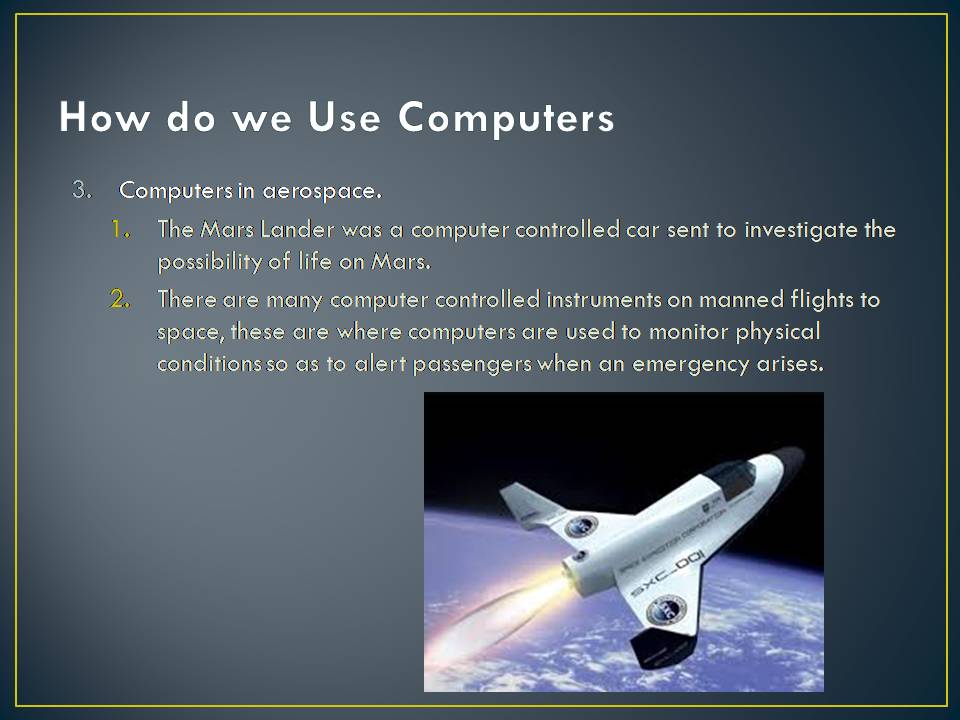 How do we Use Computers
3. Computers in aerospace.
1. The Mars Lander was a computer controlled car sent to investigate the
possibility of life on Mars.
2. There are many computer controlled instruments on manned flights to
space, these are where computers are used to monitor physical
conditions so as to alert passengers when an emergency arises.
SPACE EXPEDITION CORPORATION
SXC_001